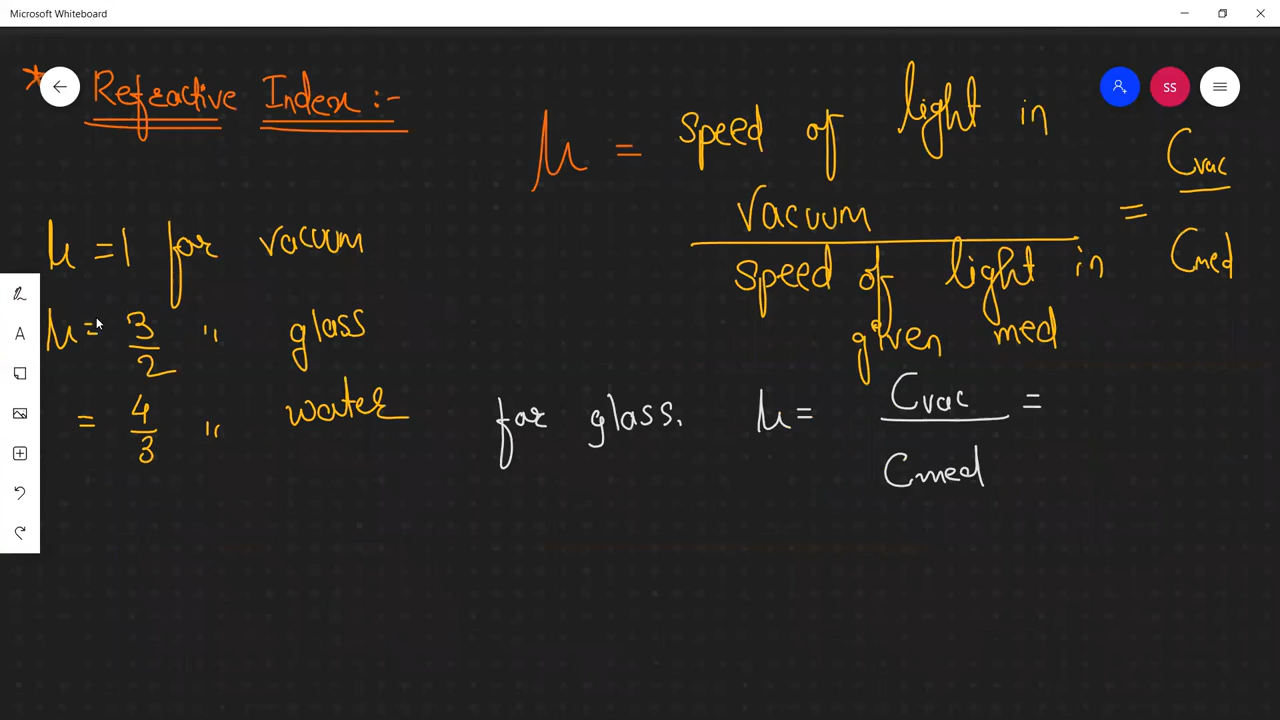 Microsoft Whiteboard
* Refractive Index :-
SS
μ = speed of light in vacuum / speed of light in given med = Cvac / Cmed
μ = 1 for vacuum
μ = 3/2 " glass
= 4/3 " water
for glass. μ = Cvac / Cmed =
A